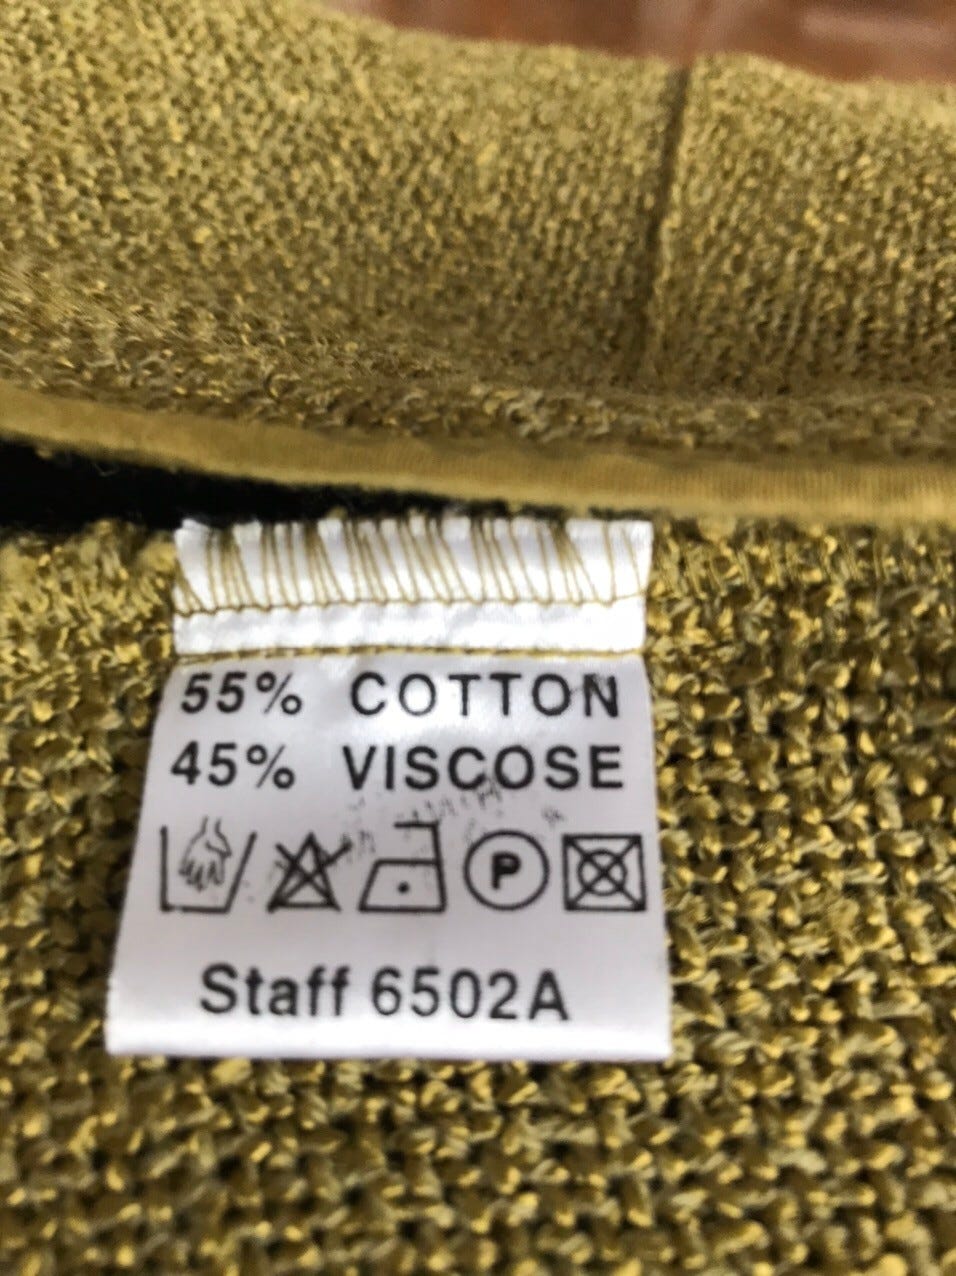 55% COTTON
45% VISCOSE
P
Staff 6502A